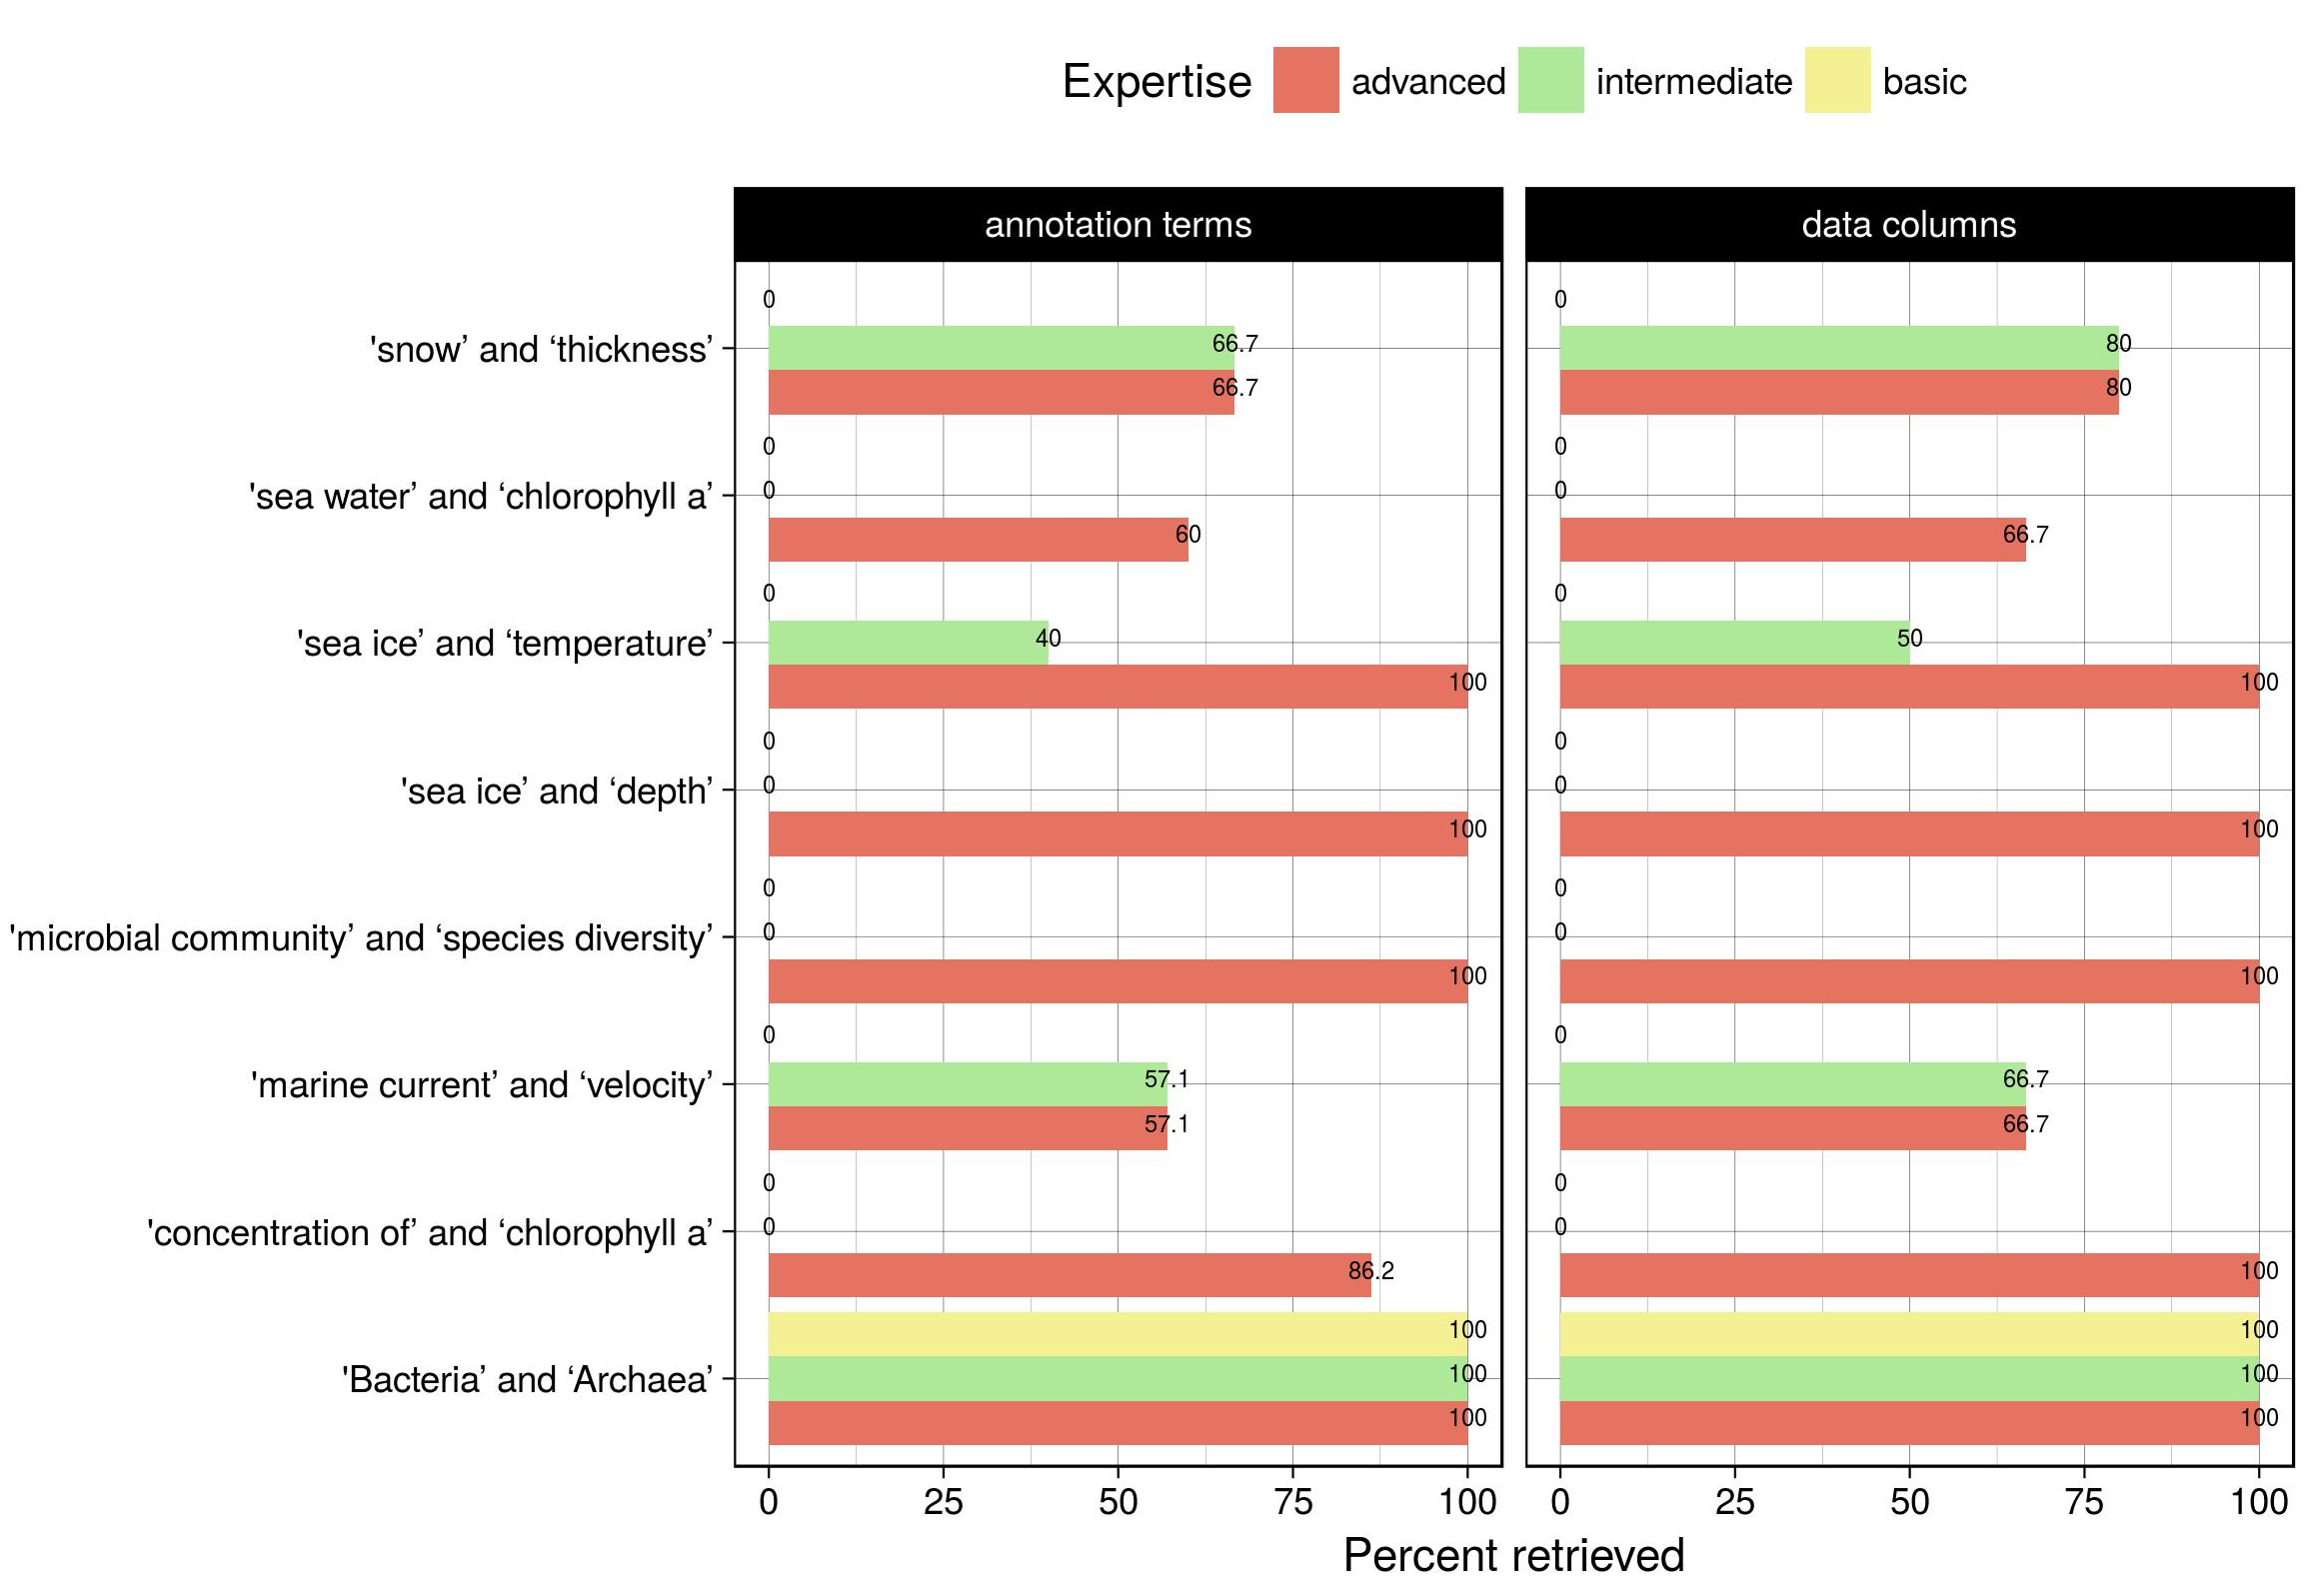 Expertise advanced intermediate basic
annotation terms data columns
0 0
'snow’ and ‘thickness’ 66.7 80
66.7 80
0 0
'sea water’ and ‘chlorophyll a’ 0 0
60 66.7
0 0
'sea ice’ and ‘temperature’ 40 50
100 100
0 0
'sea ice’ and ‘depth’ 0 0
100 100
0 0
'microbial community’ and ‘species diversity’ 0 0
100 100
0 0
'marine current’ and ‘velocity’ 57.1 66.7
57.1 66.7
0 0
'concentration of’ and ‘chlorophyll a’ 0 0
86.2 100
100 100
'Bacteria’ and ‘Archaea’ 100 100
100 100
0 25 50 75 100 0 25 50 75 100
Percent retrieved